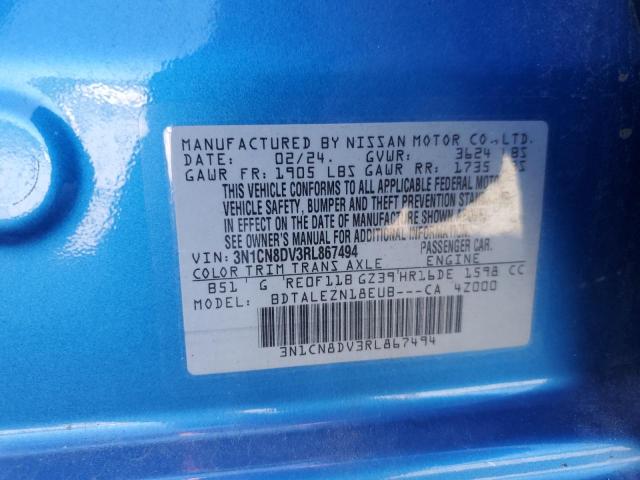 MANUFACTURED BY NISSAN MOTOR CO.,LTD.
DATE: 02/24. GVWR: 3624 LBS
GAWR FR: 1905 LBS GAWR RR: 1735 LBS
THIS VEHICLE CONFORMS TO ALL APPLICABLE FEDERAL MOTOR
VEHICLE SAFETY, BUMPER AND THEFT PREVENTION STANDARDS
IN EFFECT ON THE DATE OF MANUFACTURE SHOWN ABOVE.
SEE OWNER'S MANUAL FOR ADDITIONAL INFORMATION
VIN: 3N1CN8DV3RL867494 PASSENGER CAR.
COLOR TRIM TRANS AXLE ENGINE
B51 G RE0F11B GZ39 HR16DE 1598 CC
MODEL: BDTALEZN18EUB---CA 4Z000
3N1CN8DV3RL867494